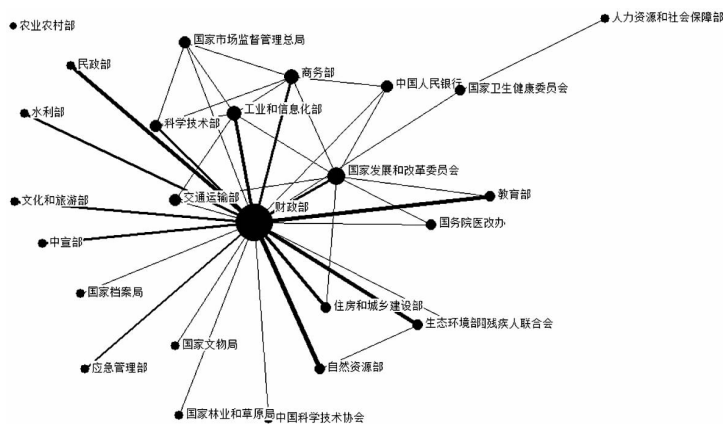 人力资源和社会保障部
农业农村部
国家市场监督管理总局
民政部
商务部
中国人民银行
国家卫生健康委员会
水利部
工业和信息化部
科学技术部
国家发展和改革委员会
教育部
交通运输部
文化和旅游部
财政部
国务院医改办
中宣部
国家档案局
住房和城乡建设部
生态环境部
残疾人联合会
国家文物局
应急管理部
自然资源部
国家林业和草原局
中国科学技术协会